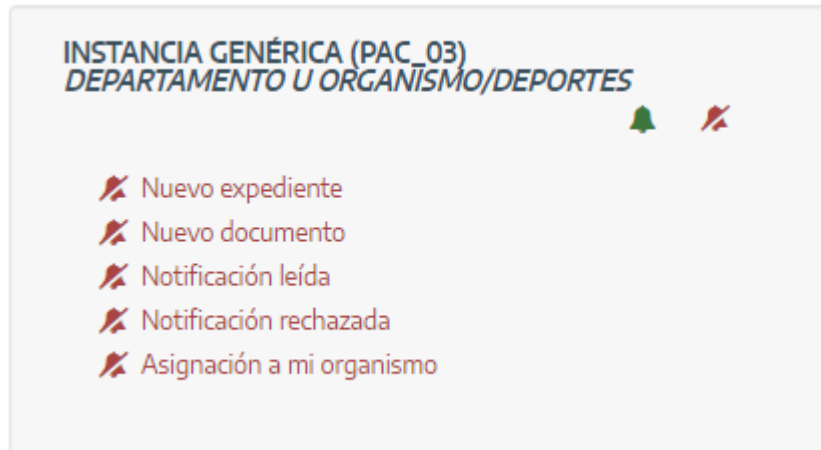 INSTANCIA GENÉRICA (PAC_03)
DEPARTAMENTO U ORGANISMO/DEPORTES
Nuevo expediente
Nuevo documento
Notificación leída
Notificación rechazada
Asignación a mi organismo